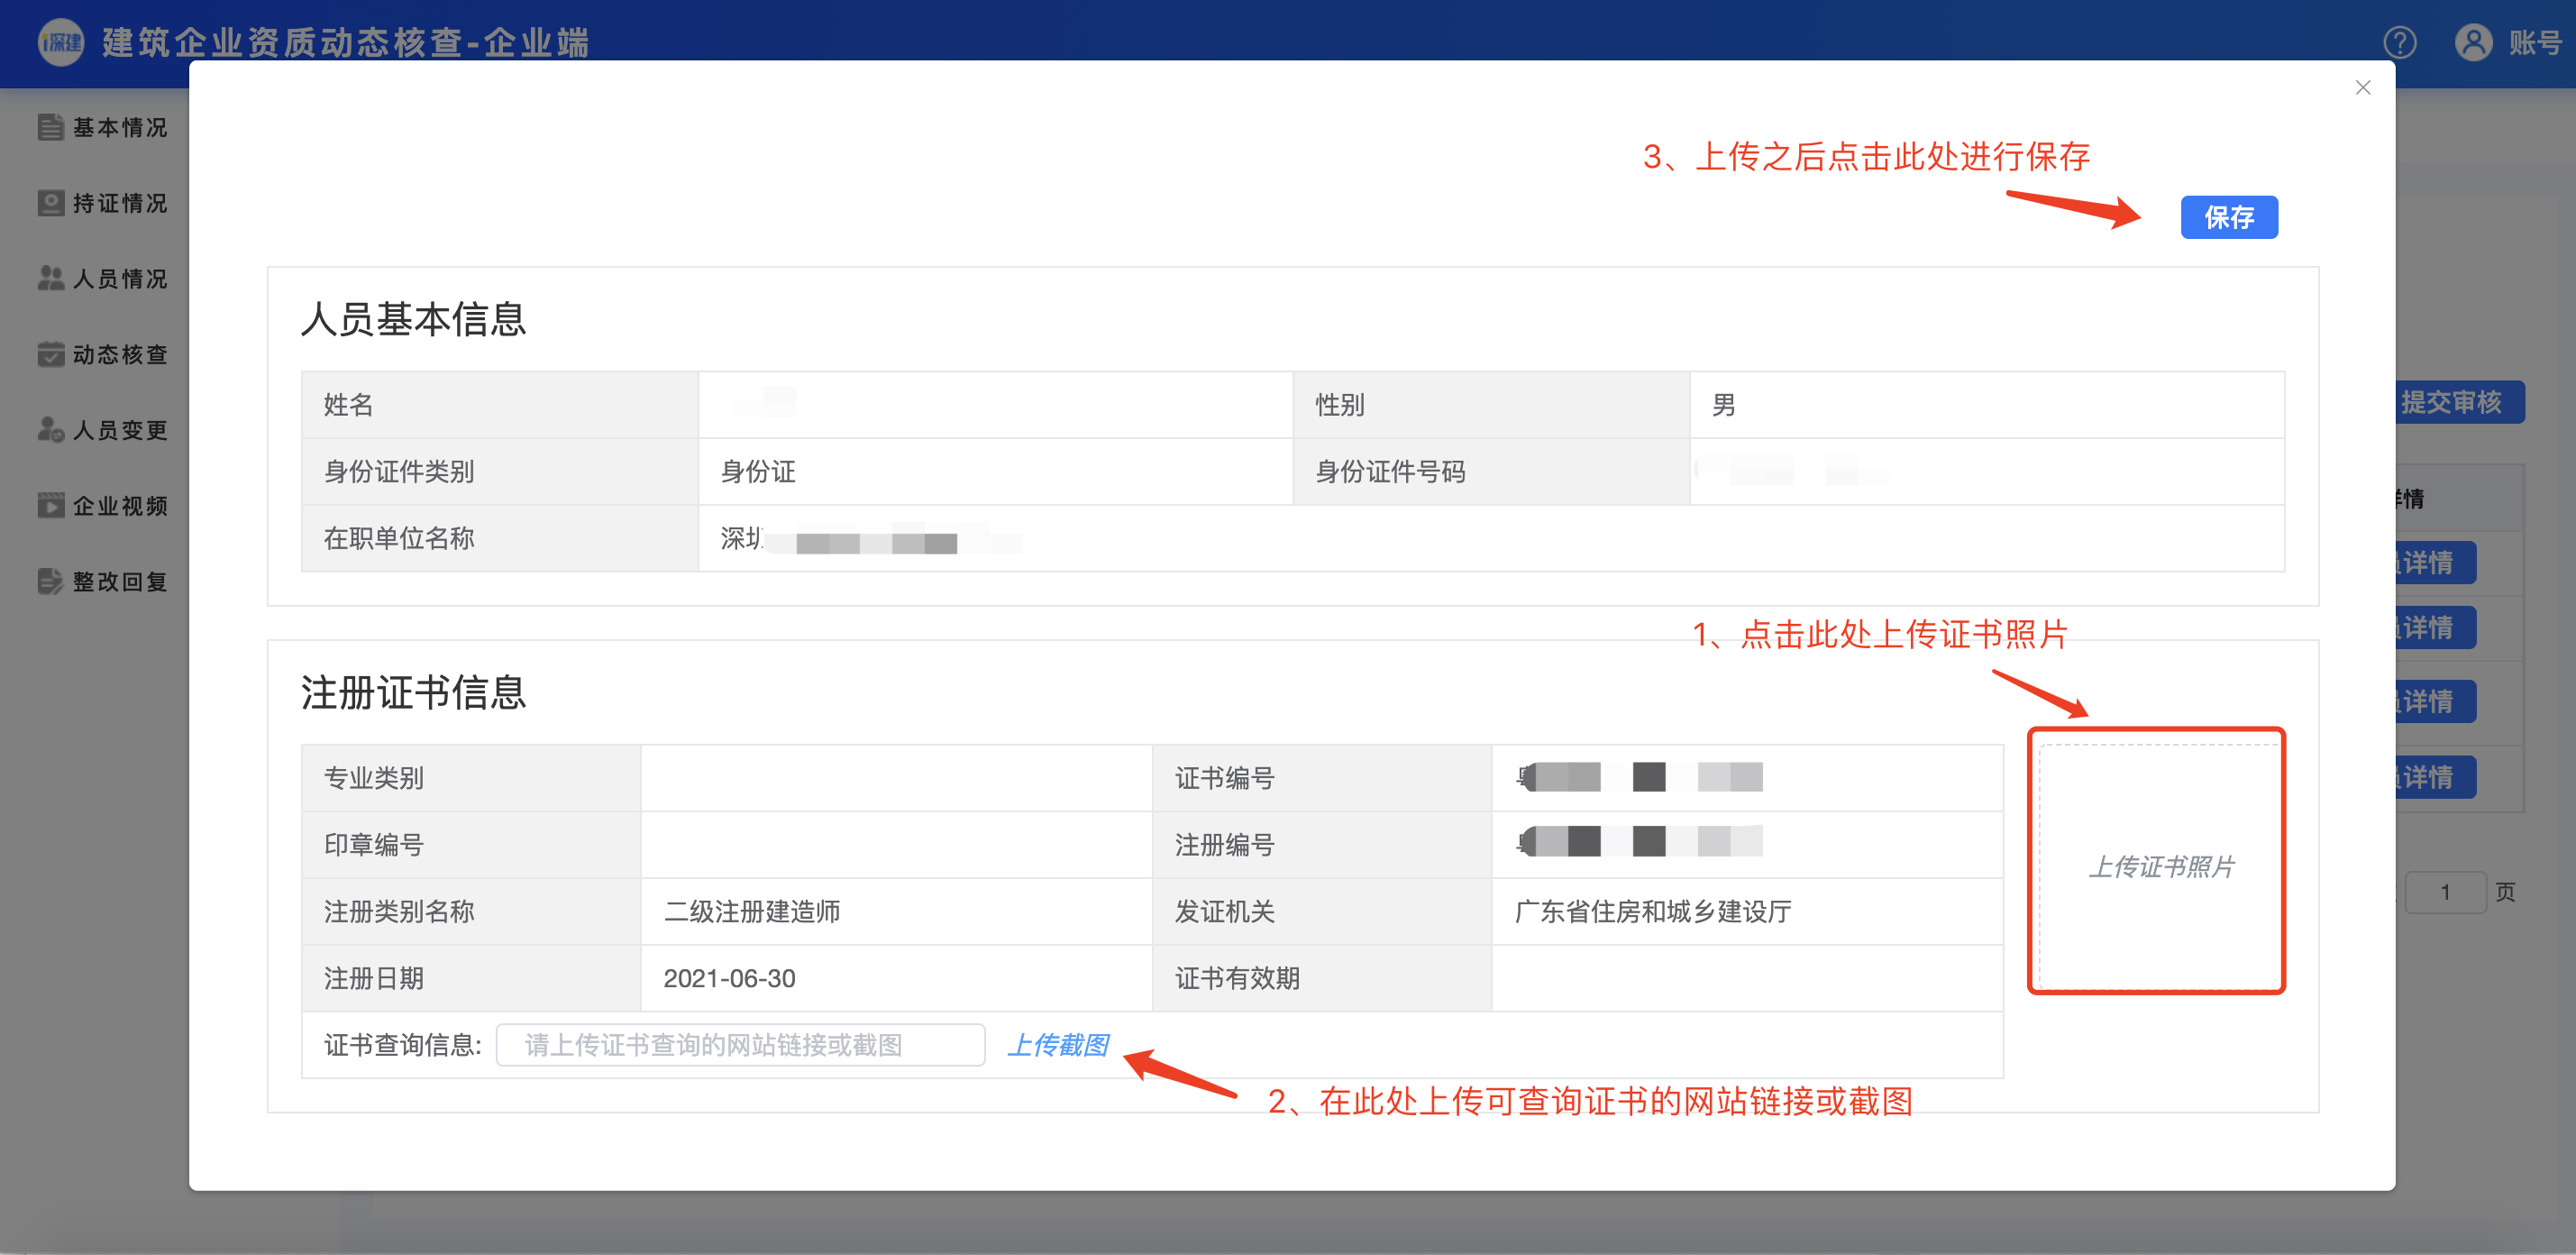 i深建 建筑企业资质动态核查-企业端
账号
基本情况
持证情况
人员情况
动态核查
人员变更
企业视频
整改回复
3、上传之后点击此处进行保存
保存
人员基本信息
姓名
性别 男
身份证件类别 身份证 身份证件号码
在职单位名称 深圳
1、点击此处上传证书照片
注册证书信息
专业类别 证书编号
印章编号 注册编号
注册类别名称 二级注册建造师 发证机关 广东省住房和城乡建设厅
注册日期 2021-06-30 证书有效期
证书查询信息: 请上传证书查询的网站链接或截图 上传截图
2、在此处上传可查询证书的网站链接或截图
上传证书照片
提交审核
详情
详情
详情
详情
详情
1 页